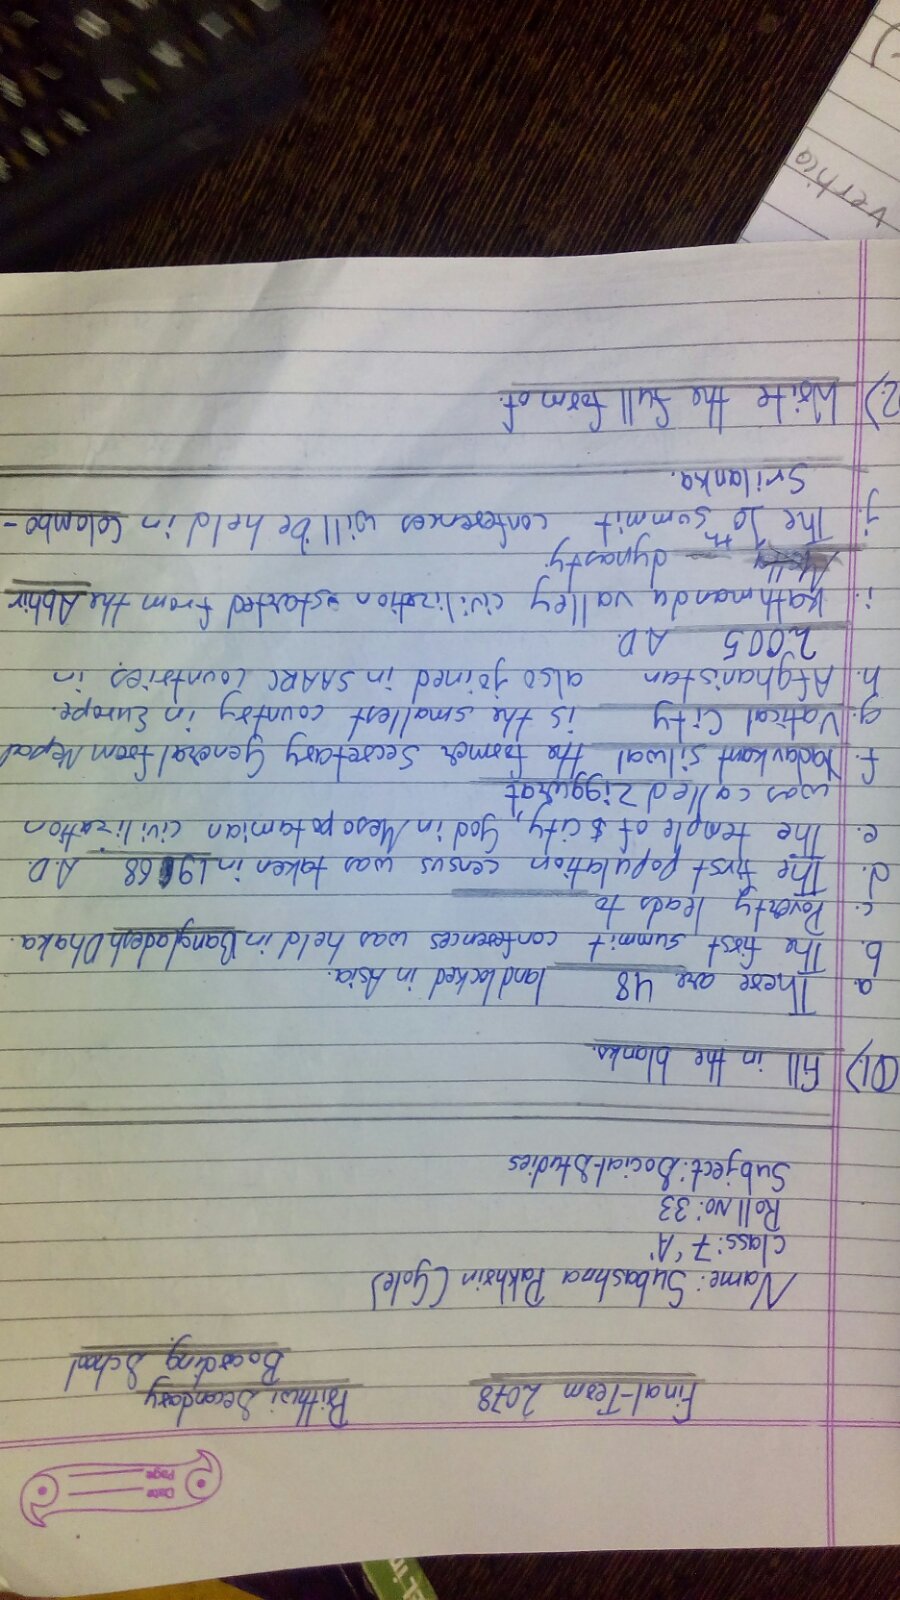 Date
Page
Final-Term 2078 Prithivi Secondary
Boarding School
Name: Subashna Pakhrin (Gole)
Class: 7 'A'
Roll No: 33
Subject: Social-Studies
(01.) Fill in the blanks.
a. There are 48 landlocked in Asia.
b. The first summit conferences was held in Bangladesh Dhaka.
c. Poverty leads to
d. The first population census was taken in 1968 A.D.
e. The temple of city, God in Mesopotamian civilization
was called ziggurat
f. Yadavkant silwal the former Secretary General from Nepal
g. Vatical City is the smallest country in Europe.
h. Afghanistan also joined in SAARC Countries in
2005 A.D.
i. Kathmandu valley civilization started from the Abhir
dynasty.
j. The 10th summit conferences will be held in Colombo-
Srilanka.
2.) Write the full form of.
vertica